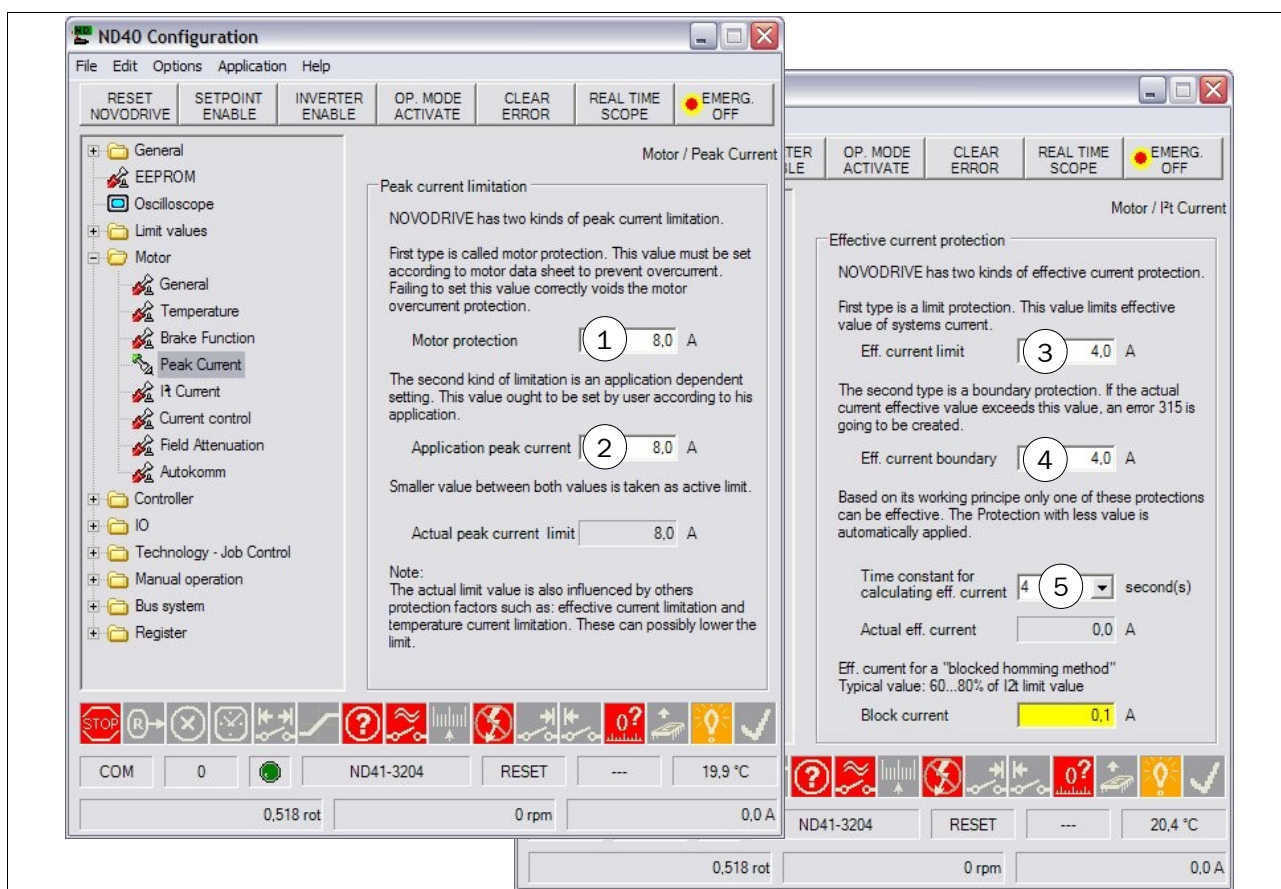 ND40 Configuration
File Edit Options Application Help
RESET NOVODRIVE
SETPOINT ENABLE
INVERTER ENABLE
OP. MODE ACTIVATE
CLEAR ERROR
REAL TIME SCOPE
EMERG. OFF
General
EEPROM
Oscilloscope
Limit values
Motor
General
Temperature
Brake Function
Peak Current
I²t Current
Current control
Field Attenuation
Autokomm
Controller
IO
Technology - Job Control
Manual operation
Bus system
Register
Motor / Peak Current
Peak current limitation
NOVODRIVE has two kinds of peak current limitation.
First type is called motor protection. This value must be set
according to motor data sheet to prevent overcurrent.
Failing to set this value correctly voids the motor
overcurrent protection.
Motor protection 1 8,0 A
The second kind of limitation is an application dependent
setting. This value ought to be set by user according to his
application.
Application peak current 2 8,0 A
Smaller value between both values is taken as active limit.
Actual peak current limit 8,0 A
Note:
The actual limit value is also influenced by others
protection factors such as: effective current limitation and
temperature current limitation. These can possibly lower the
limit.
STOP R ? 0?
COM 0 ND41-3204 RESET --- 19,9 °C
0,518 rot 0 rpm 0,0 A
TER
LE
OP. MODE ACTIVATE
CLEAR ERROR
REAL TIME SCOPE
EMERG. OFF
Motor / I²t Current
Effective current protection
NOVODRIVE has two kinds of effective current protection.
First type is a limit protection. This value limits effective
value of systems current.
Eff. current limit 3 4,0 A
The second type is a boundary protection. If the actual
current effective value exceeds this value, an error 315 is
going to be created.
Eff. current boundary 4 4,0 A
Based on its working principe only one of these protections
can be effective. The Protection with less value is
automatically applied.
Time constant for
calculating eff. current 4 5 second(s)
Actual eff. current 0,0 A
Eff. current for a "blocked homming method"
Typical value: 60...80% of I2t limit value
Block current 0,1 A
? 0?
ND41-3204 RESET --- 20,4 °C
0,518 rot 0 rpm 0,0 A